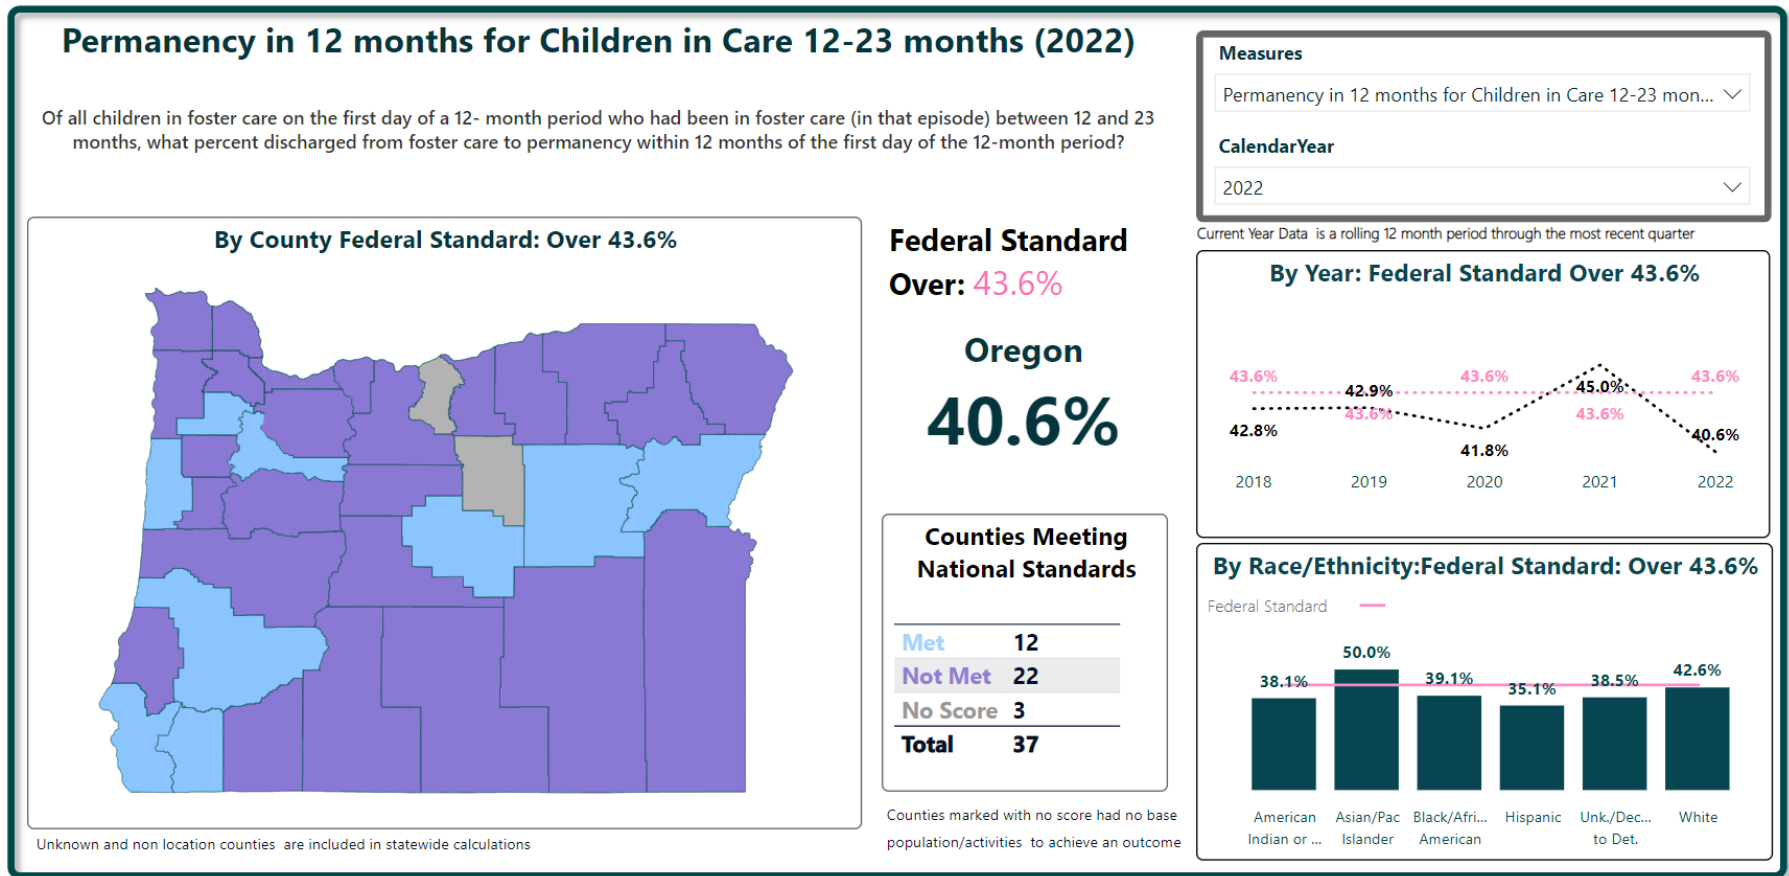 Permanency in 12 months for Children in Care 12-23 months (2022)
Of all children in foster care on the first day of a 12- month period who had been in foster care (in that episode) between 12 and 23
months, what percent discharged from foster care to permanency within 12 months of the first day of the 12-month period?
Measures
Permanency in 12 months for Children in Care 12-23 mon...
CalendarYear
2022
Current Year Data is a rolling 12 month period through the most recent quarter
By County Federal Standard: Over 43.6%
Unknown and non location counties are included in statewide calculations
Federal Standard
Over: 43.6%
Oregon
40.6%
Counties Meeting
National Standards
Met 12
Not Met 22
No Score 3
Total 37
Counties marked with no score had no base
population/activities to achieve an outcome
By Year: Federal Standard Over 43.6%
43.6% 42.9% 43.6% 45.0% 43.6%
42.8% 43.6% 41.8% 43.6% 40.6%
2018 2019 2020 2021 2022
By Race/Ethnicity:Federal Standard: Over 43.6%
Federal Standard
38.1% 50.0% 39.1% 35.1% 38.5% 42.6%
American Asian/Pac Black/Afri... Hispanic Unk./Dec... White
Indian or ... Islander American to Det.